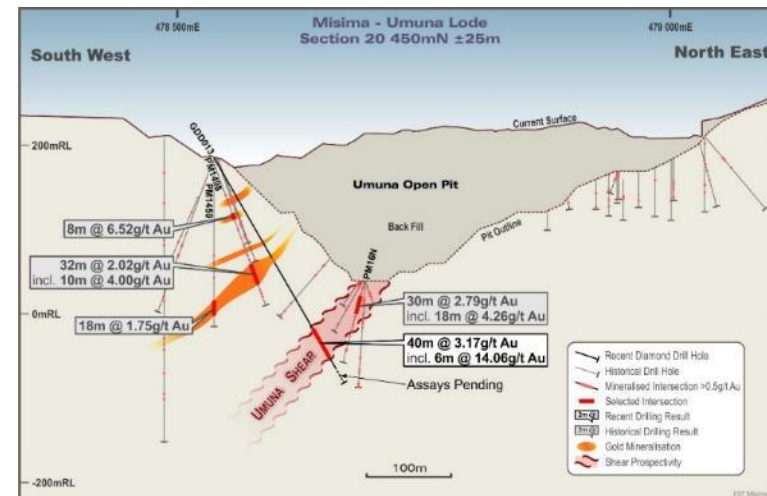 Misima - Umuna Lode
Section 20 450mN ±25m
478 500mE
479 000mE
South West
North East
Current Surface
200mRL
GDD013
PM1459
Umuna Open Pit
8m @ 6.52g/t Au
Back Fill
Pit Outline
PM16N
32m @ 2.02g/t Au
incl. 10m @ 4.00g/t Au
30m @ 2.79g/t Au
incl. 18m @ 4.26g/t Au
0mRL
18m @ 1.75g/t Au
40m @ 3.17g/t Au
incl. 6m @ 14.06g/t Au
Assays Pending
UMUNA SHEAR
Recent Diamond Drill Hole
Historical Drill Hole
Mineralised Intersection >0.5g/t Au
Selected Intersection
Recent Drilling Result
Historical Drilling Result
Gold Mineralisation
Shear Prospectivity
100m
-200mRL